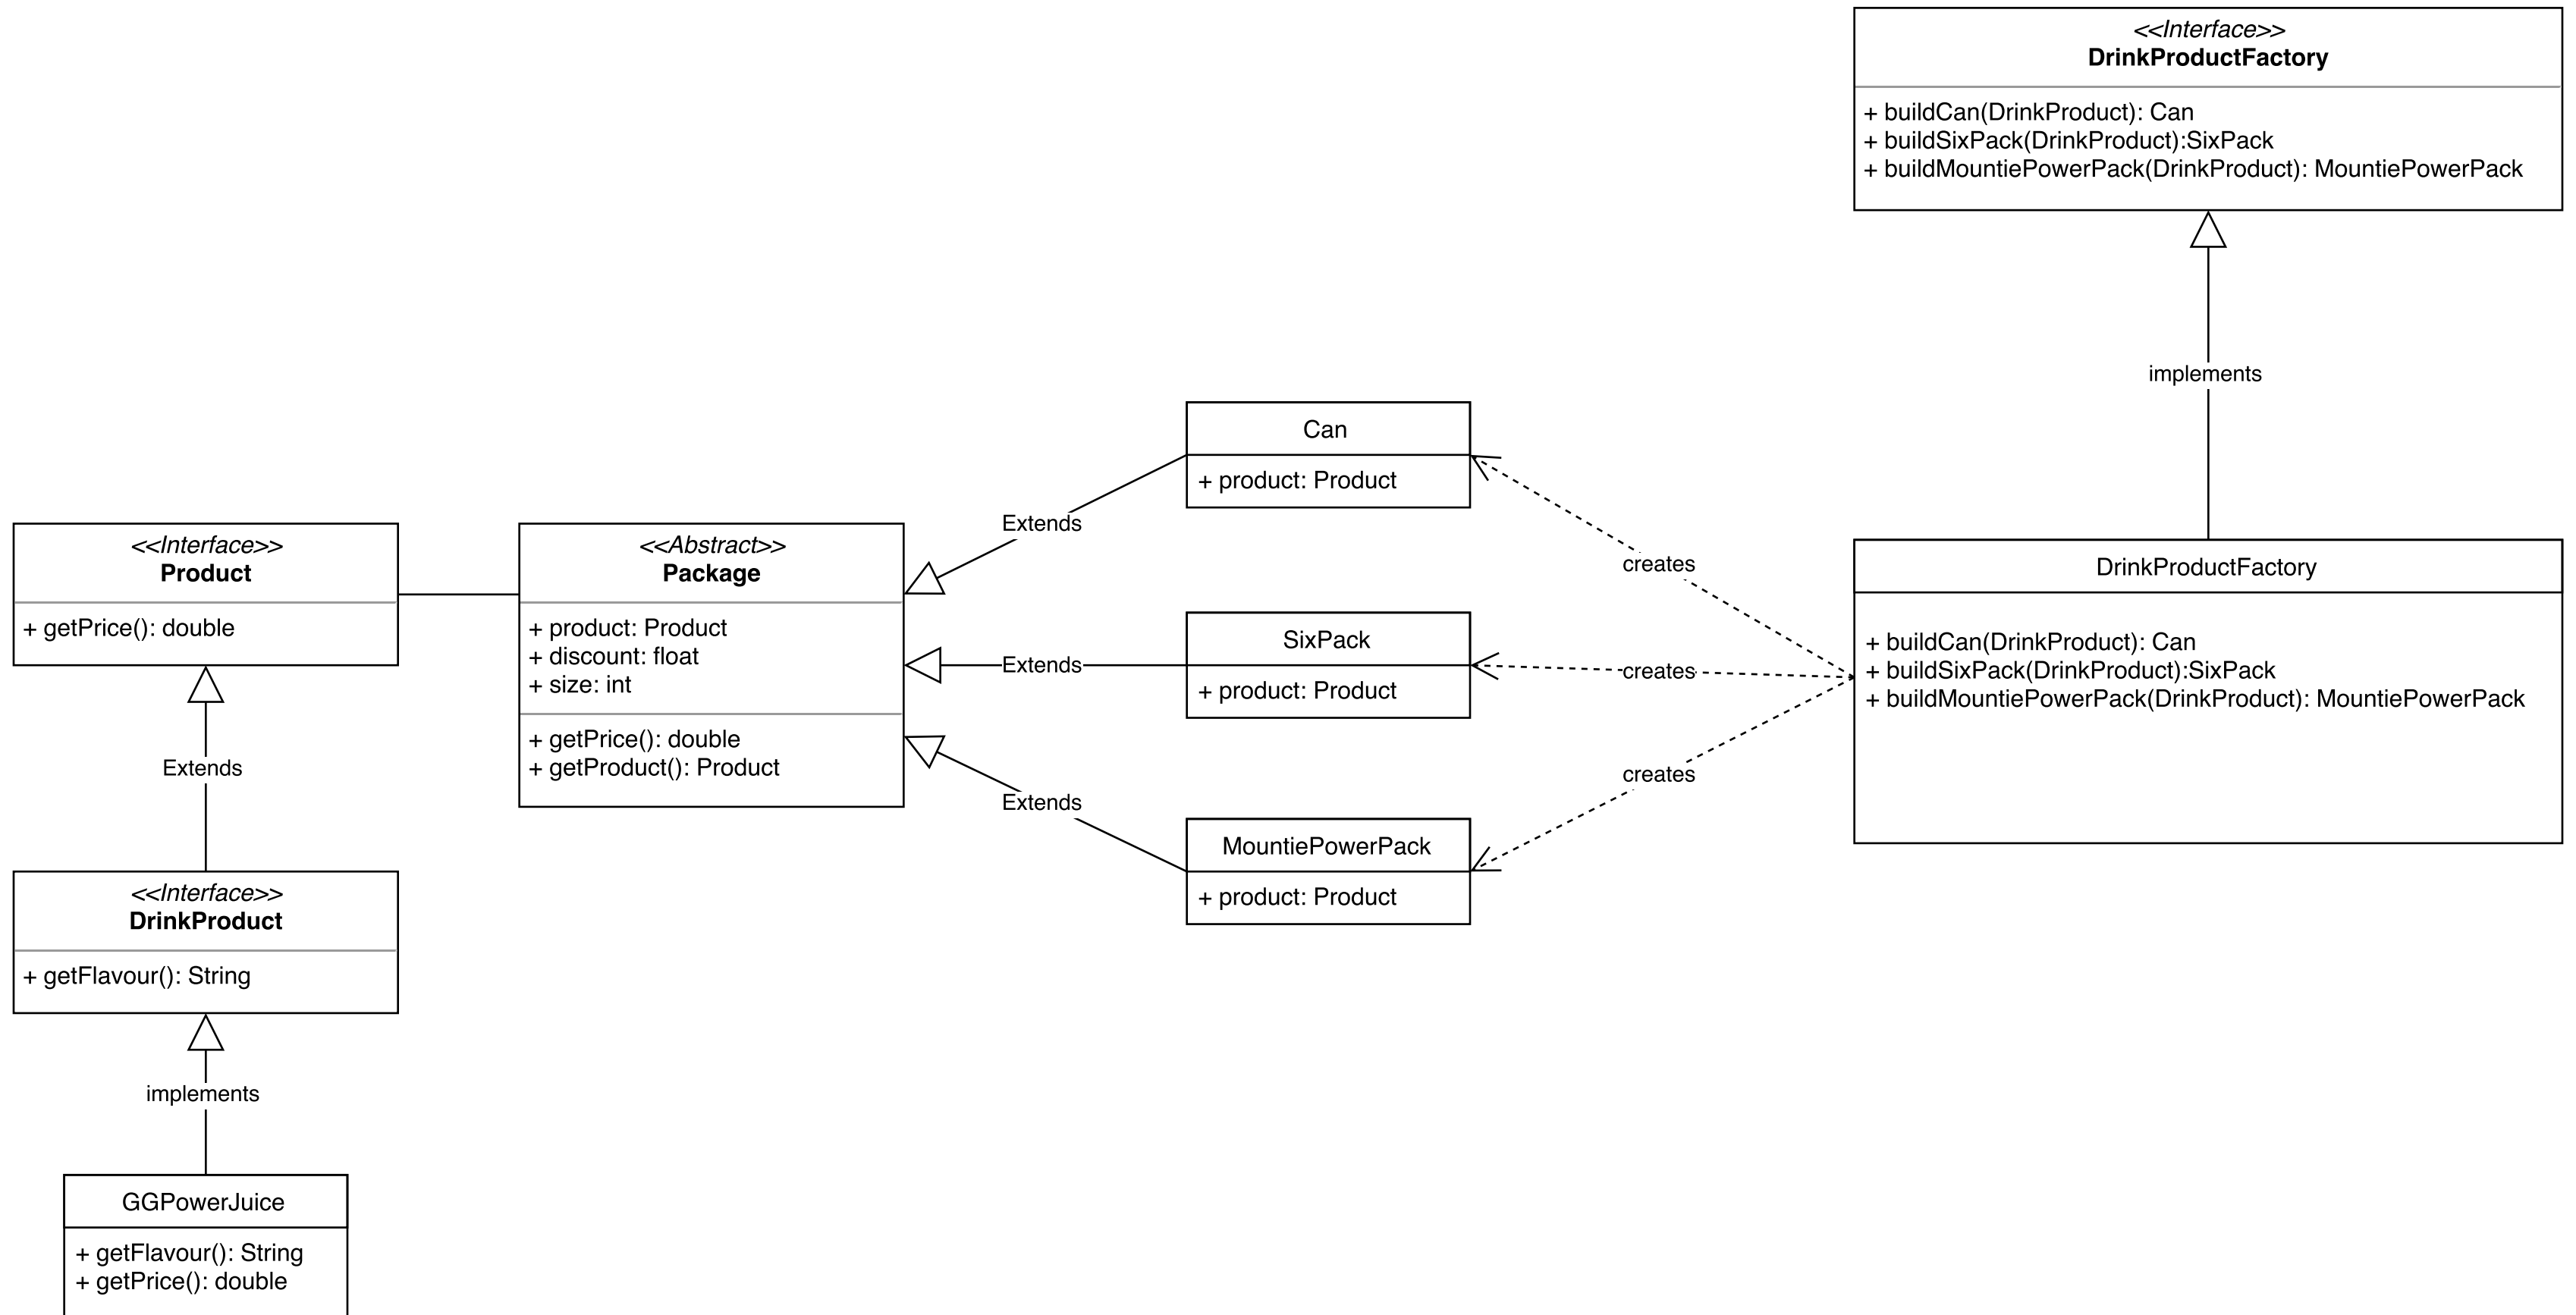 <<Interface>>
DrinkProductFactory
+ buildCan(DrinkProduct): Can
+ buildSixPack(DrinkProduct):SixPack
+ buildMountiePowerPack(DrinkProduct): MountiePowerPack
implements
DrinkProductFactory
+ buildCan(DrinkProduct): Can
+ buildSixPack(DrinkProduct):SixPack
+ buildMountiePowerPack(DrinkProduct): MountiePowerPack
creates
creates
creates
Can
+ product: Product
SixPack
+ product: Product
MountiePowerPack
+ product: Product
Extends
Extends
Extends
<<Abstract>>
Package
+ product: Product
+ discount: float
+ size: int
+ getPrice(): double
+ getProduct(): Product
<<Interface>>
Product
+ getPrice(): double
Extends
<<Interface>>
DrinkProduct
+ getFlavour(): String
implements
GGPowerJuice
+ getFlavour(): String
+ getPrice(): double